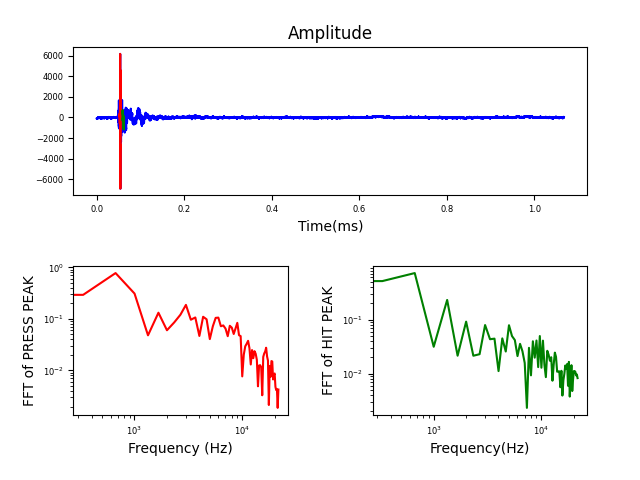 Amplitude
6000
4000
2000
0
−2000
−4000
−6000
0.0 0.2 0.4 0.6 0.8 1.0
Time(ms)
FFT of PRESS PEAK
10⁰
10⁻¹
10⁻²
10³ 10⁴
Frequency (Hz)
FFT of HIT PEAK
10⁻¹
10⁻²
10³ 10⁴
Frequency(Hz)